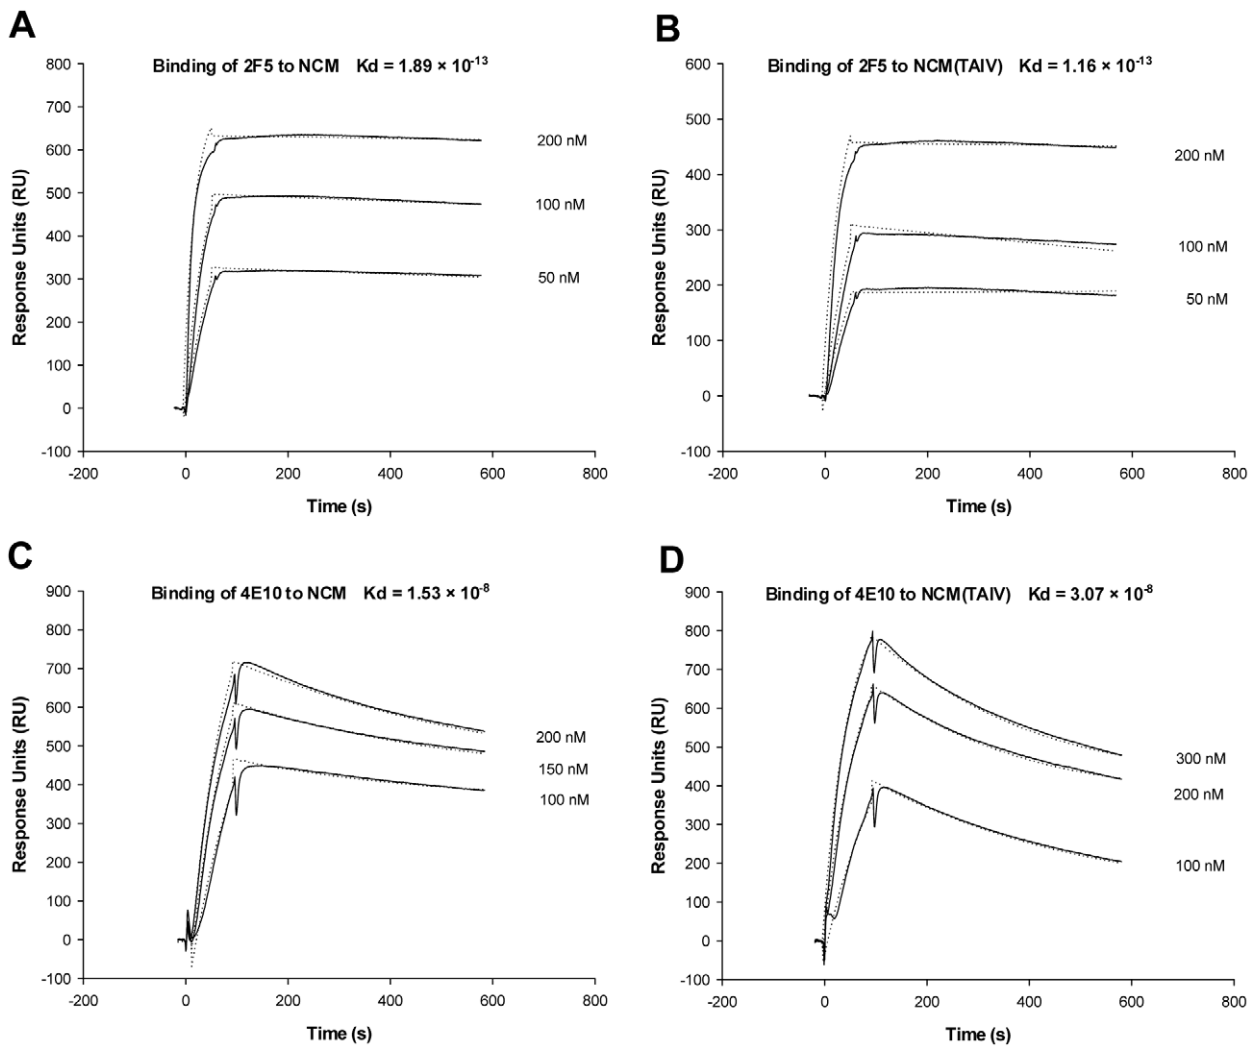 A
Binding of 2F5 to NCM Kd = 1.89 × 10⁻¹³
800
700
600
500
400
300
200
100
0
-100
Response Units (RU)
200 nM
100 nM
50 nM
-200 0 200 400 600 800
Time (s)
B
Binding of 2F5 to NCM(TAIV) Kd = 1.16 × 10⁻¹³
600
500
400
300
200
100
0
-100
Response Units (RU)
200 nM
100 nM
50 nM
-200 0 200 400 600 800
Time (s)
C
Binding of 4E10 to NCM Kd = 1.53 × 10⁻⁸
900
800
700
600
500
400
300
200
100
0
-100
Response Units (RU)
200 nM
150 nM
100 nM
-200 0 200 400 600 800
Time (s)
D
Binding of 4E10 to NCM(TAIV) Kd = 3.07 × 10⁻⁸
900
800
700
600
500
400
300
200
100
0
-100
Response Units (RU)
300 nM
200 nM
100 nM
-200 0 200 400 600 800
Time (s)